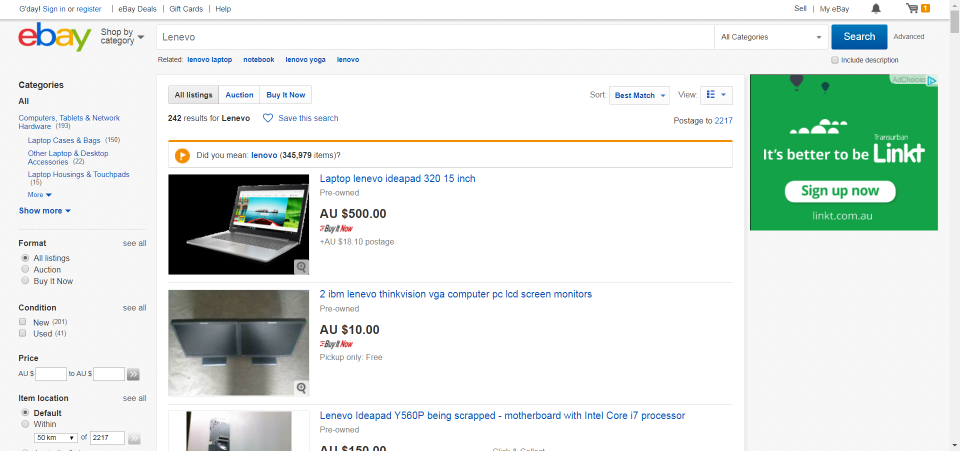 G'day! Sign in or register | eBay Deals | Gift Cards | Help
Sell | My eBay
1
ebay
Shop by category
Lenevo
All Categories
Search
Advanced
Related: lenovo laptop notebook lenovo yoga lenovo
Include description
Categories
All
Computers, Tablets & Network
Hardware (193)
Laptop Cases & Bags (150)
Other Laptop & Desktop
Accessories (22)
Laptop Housings & Touchpads
(15)
More
Show more
Format see all
All listings
Auction
Buy It Now
Condition see all
New (201)
Used (41)
Price
AU $ to AU $
Item location see all
Default
Within
50 km of 2217
All listings Auction Buy It Now
Sort: Best Match View:
242 results for Lenevo Save this search
Postage to 2217
Did you mean: lenovo (345,979 items)?
Laptop lenevo ideapad 320 15 inch
Pre-owned
AU $500.00
Buy It Now
+AU $18.10 postage
2 ibm lenevo thinkvision vga computer pc lcd screen monitors
Pre-owned
AU $10.00
Buy It Now
Pickup only: Free
Lenevo Ideapad Y560P being scrapped - motherboard with Intel Core i7 processor
Pre-owned
AU $150.00
Click & Collect
AdChoices
Transurban
It's better to be Linkt
Sign up now
linkt.com.au